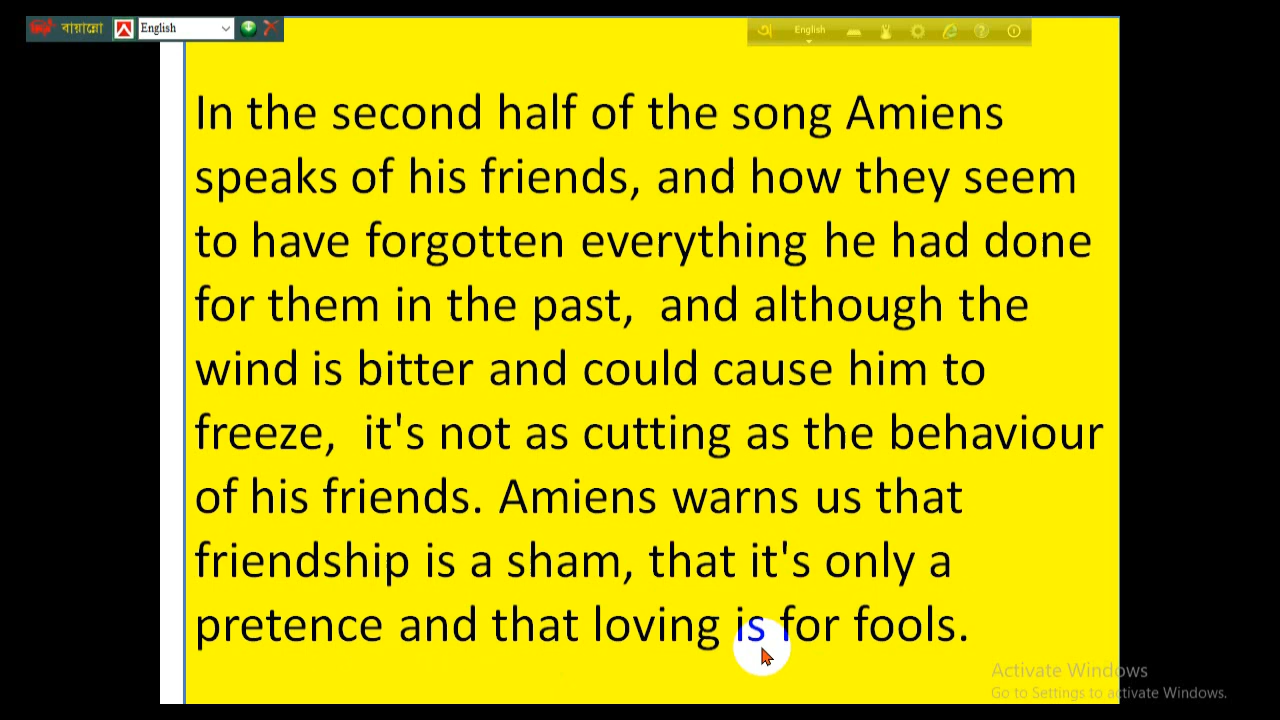 বায়ান্নো English
অ English
In the second half of the song Amiens
speaks of his friends, and how they seem
to have forgotten everything he had done
for them in the past,  and although the
wind is bitter and could cause him to
freeze,  it's not as cutting as the behaviour
of his friends. Amiens warns us that
friendship is a sham, that it's only a
pretence and that loving is for fools.
Activate Windows
Go to Settings to activate Windows.